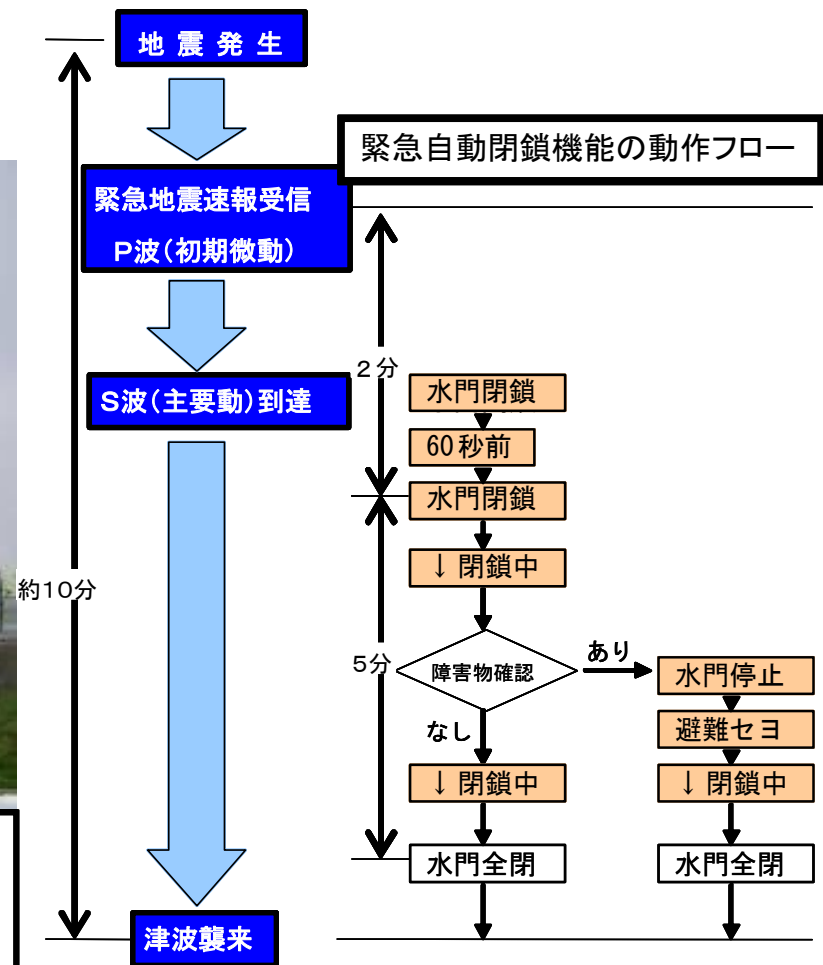 地震発生
緊急自動閉鎖機能の動作フロー
緊急地震速報受信
P波(初期微動)
2分
S波(主要動)到達
水門閉鎖
60秒前
水門閉鎖
↓閉鎖中
約10分
5分
障害物確認
あり
水門停止
なし
避難セヨ
↓閉鎖中
↓閉鎖中
水門全閉
水門全閉
津波襲来